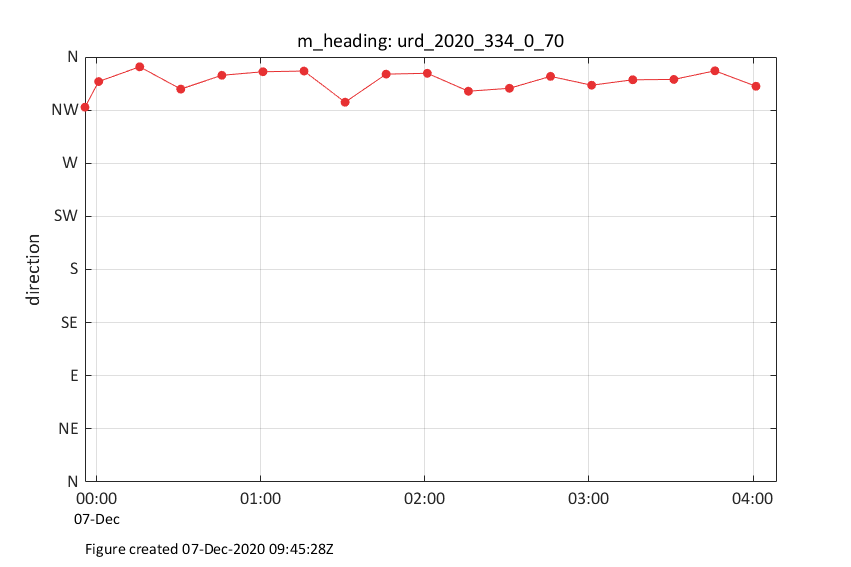 m_heading: urd_2020_334_0_70
N
NW
W
SW
S
SE
E
NE
N
direction
00:00 01:00 02:00 03:00 04:00
07-Dec
Figure created 07-Dec-2020 09:45:28Z